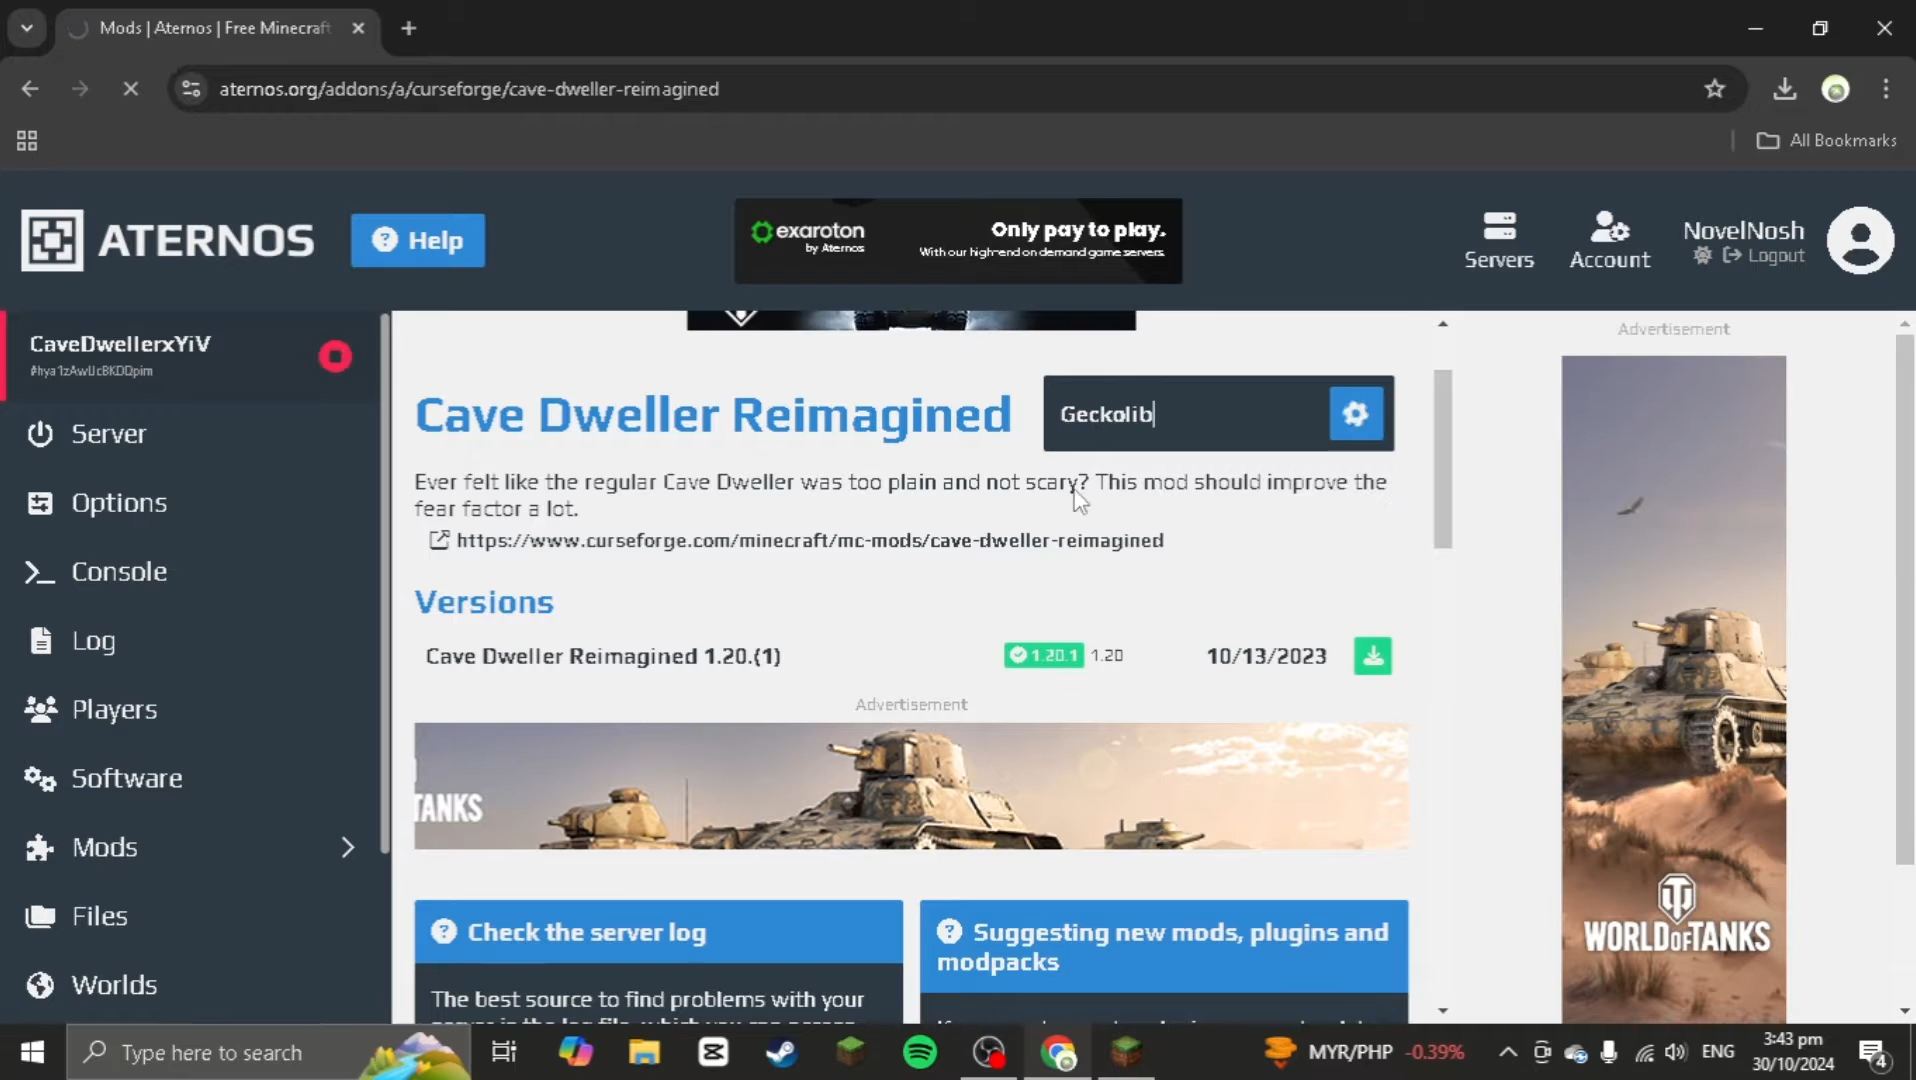 Mods | Aternos | Free Minecraft
aternos.org/addons/a/curseforge/cave-dweller-reimagined
All Bookmarks
ATERNOS
Help
exaroton
by Aternos
Only pay to play.
With our high-end on demand game servers.
Servers
Account
NovelNosh
Logout
CaveDwellerxYiV
Server
Options
Console
Log
Players
Software
Mods
Files
Worlds
Cave Dweller Reimagined
Geckolib
Ever felt like the regular Cave Dweller was too plain and not scary? This mod should improve the
fear factor a lot.
https://www.curseforge.com/minecraft/mc-mods/cave-dweller-reimagined
Versions
Cave Dweller Reimagined 1.20.(1)
1.20.1 1.20
10/13/2023
Advertisement
TANKS
Check the server log
The best source to find problems with your
Suggesting new mods, plugins and
modpacks
Advertisement
WORLD OF TANKS
Type here to search
MYR/PHP -0.39%
ENG
3:43 pm
30/10/2024
4